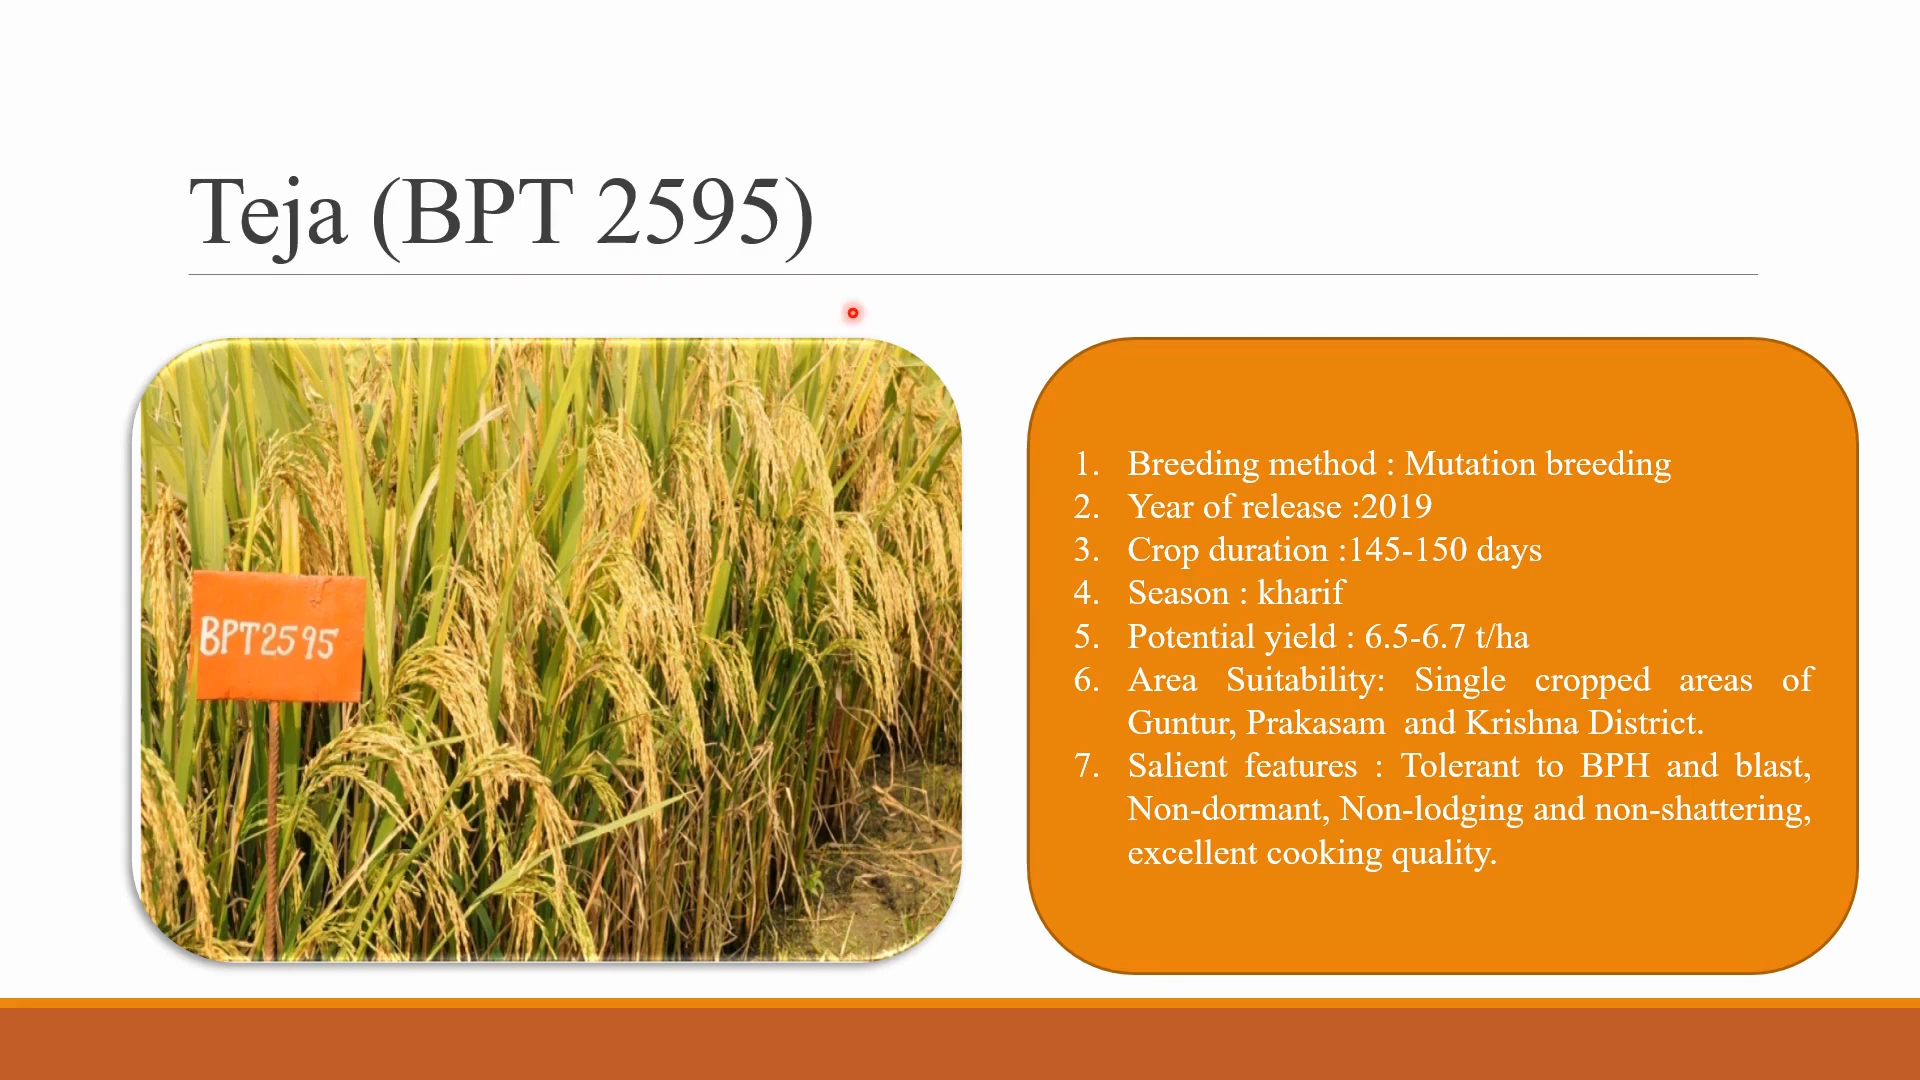 Teja (BPT 2595)
BPT2595
1. Breeding method : Mutation breeding
2. Year of release :2019
3. Crop duration :145-150 days
4. Season : kharif
5. Potential yield : 6.5-6.7 t/ha
6. Area Suitability: Single cropped areas of
Guntur, Prakasam and Krishna District.
7. Salient features : Tolerant to BPH and blast,
Non-dormant, Non-lodging and non-shattering,
excellent cooking quality.